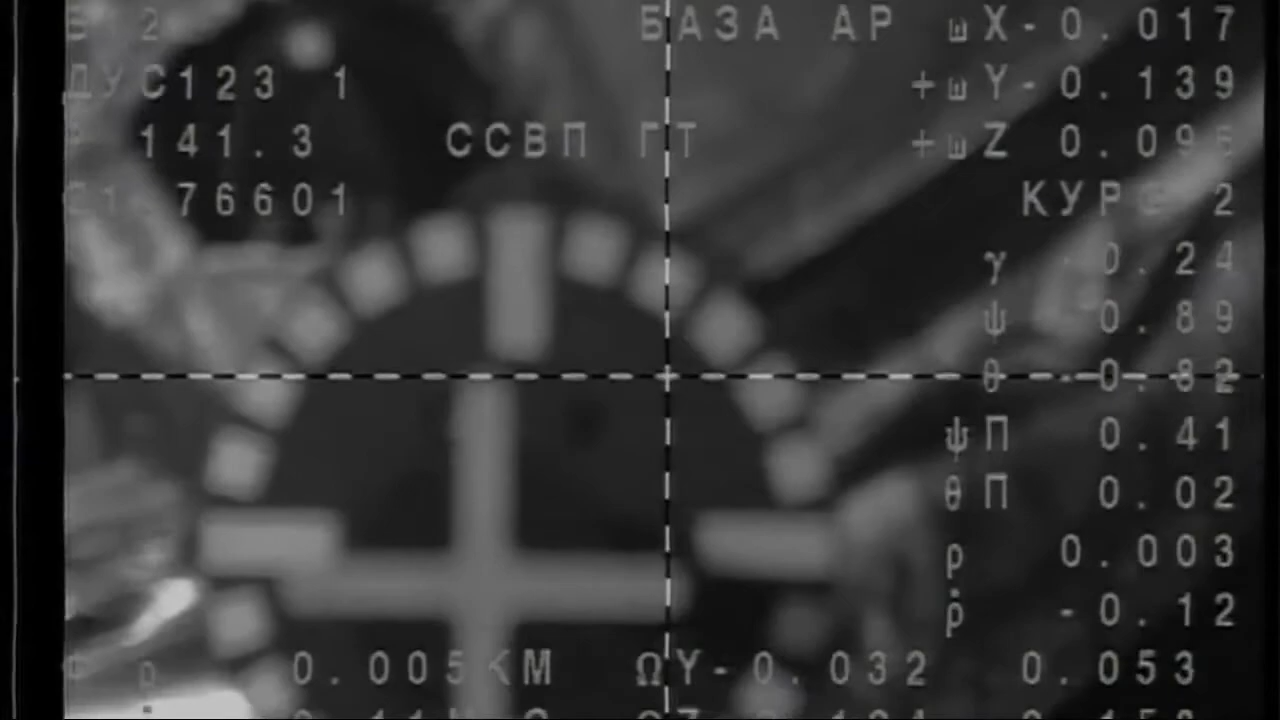 БАЗА АР ωX-0.017
ДУС123 1 +ωY-0.139
141.3 ССВП ГТ +ωZ 0.095
76601 КУРС 2
γ -0.24
ψ 0.89
θ -0.82
ψП 0.41
θП 0.02
ρ 0.003
ρ̇ -0.12
0.005КМ ΩY-0.032 0.053